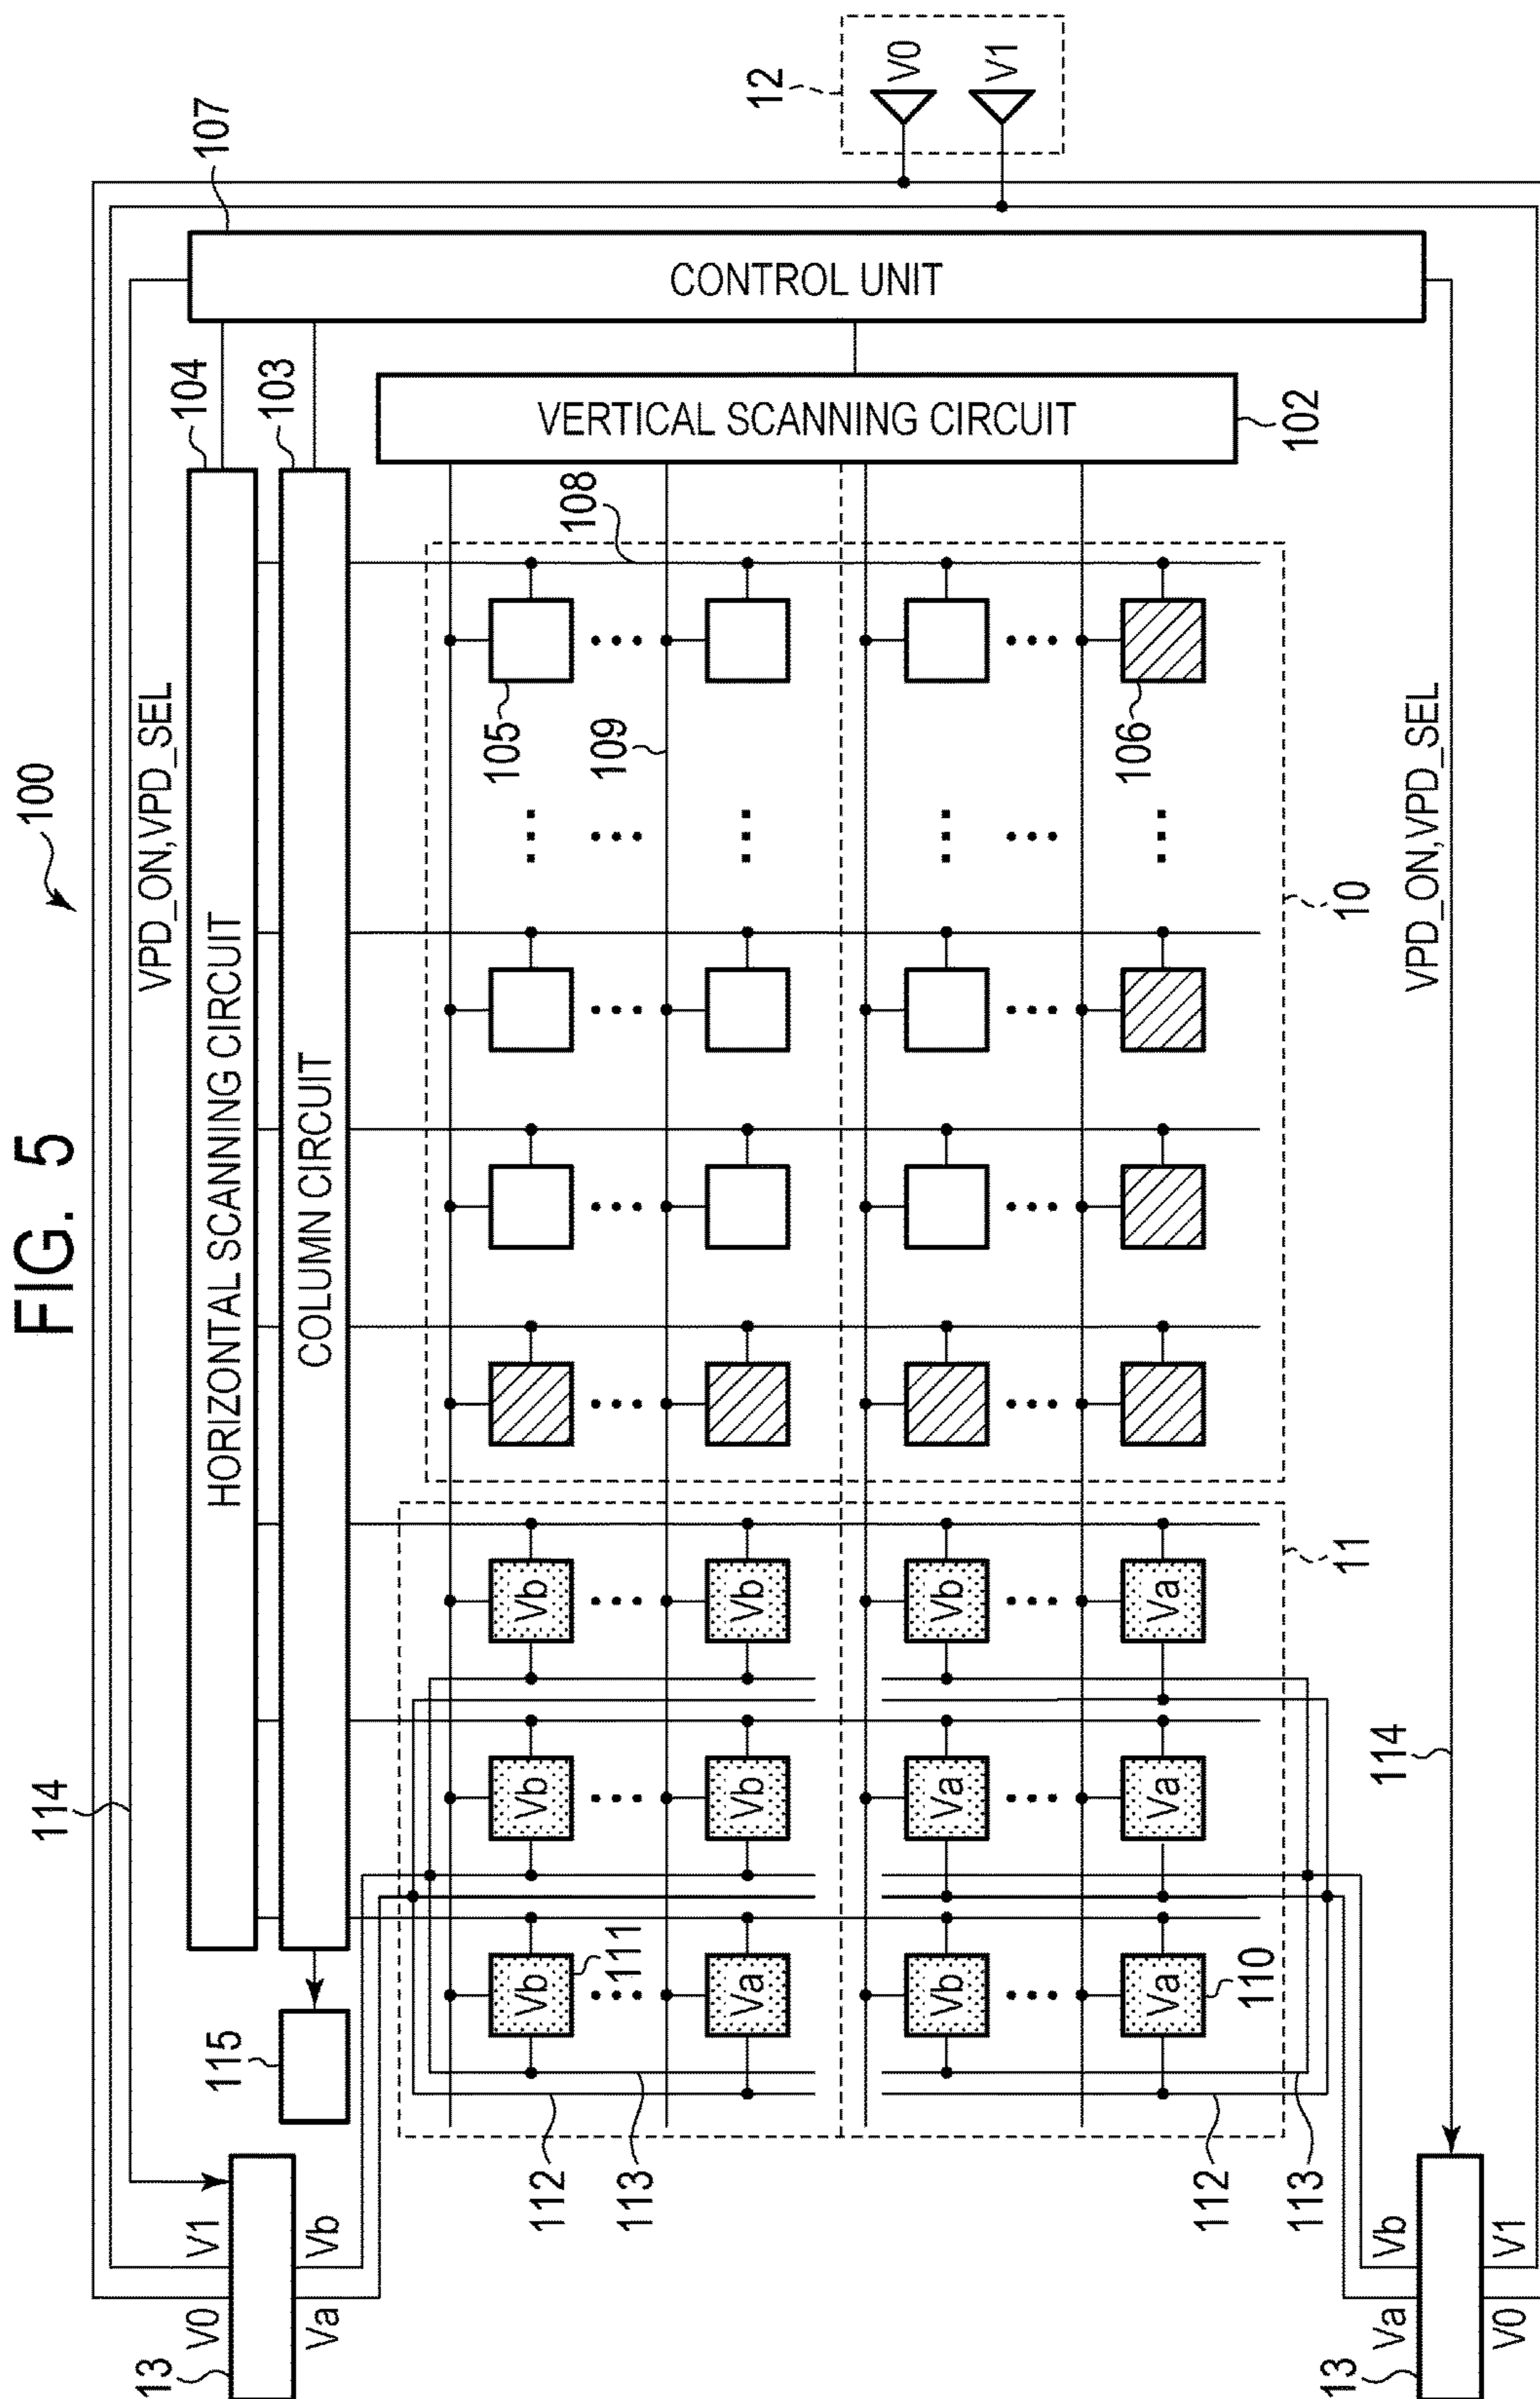 FIG. 5
100
114
VPD_ON,VPD_SEL
107
12
V0
V1
CONTROL UNIT
104
103
HORIZONTAL SCANNING CIRCUIT
COLUMN CIRCUIT
VERTICAL SCANNING CIRCUIT
102
115
13
V0
V1
Va
Vb
108
105
109
106
10
11
Vb
Vb
Vb
111
Vb
Vb
Va
Vb
Va
Vb
Va
Va
Va
110
112
113
112
113
114
VPD_ON,VPD_SEL
Va
Vb
13
V0
V1